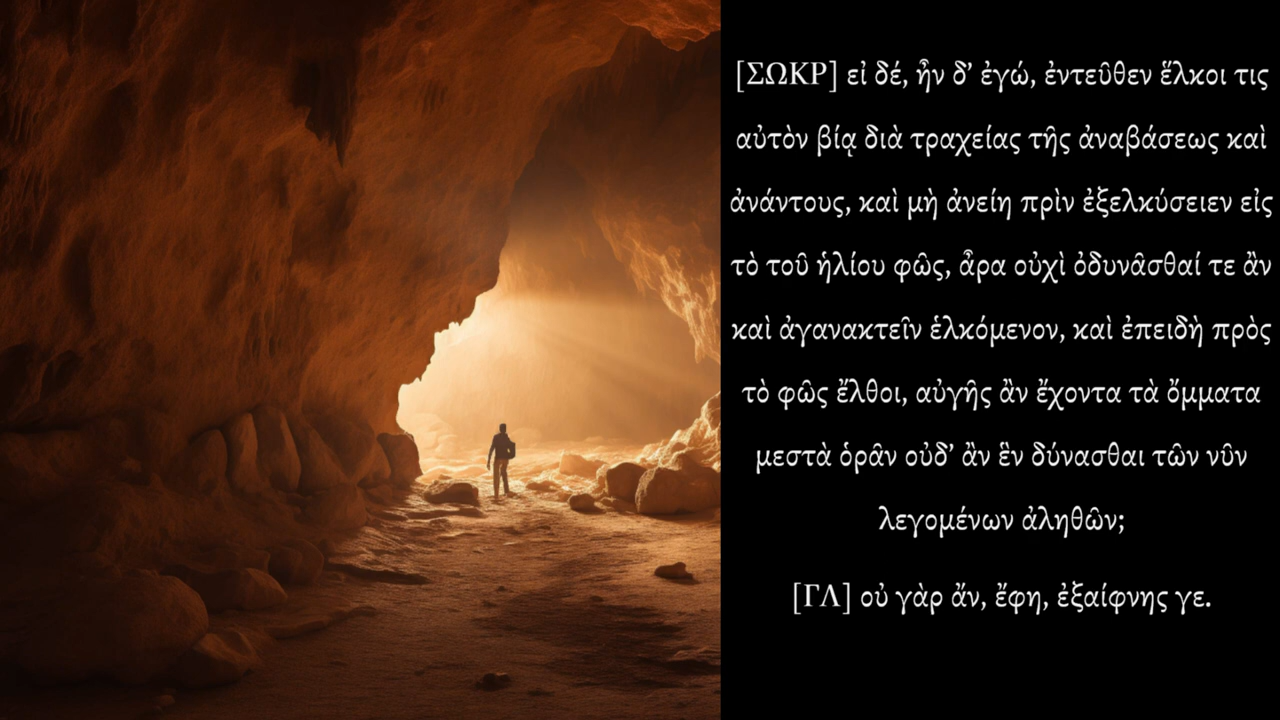 [ΣΩΚΡ] εἰ δέ, ἦν δ’ ἐγώ, ἐντεῦθεν ἕλκοι τις
αὐτὸν βίᾳ διὰ τραχείας τῆς ἀναβάσεως καὶ
ἀνάντους, καὶ μὴ ἀνείη πρὶν ἐξελκύσειεν εἰς
τὸ τοῦ ἡλίου φῶς, ἆρα οὐχὶ ὀδυνᾶσθαί τε ἂν
καὶ ἀγανακτεῖν ἑλκόμενον, καὶ ἐπειδὴ πρὸς
τὸ φῶς ἔλθοι, αὐγῆς ἂν ἔχοντα τὰ ὄμματα
μεστὰ ὁρᾶν οὐδ’ ἂν ἓν δύνασθαι τῶν νῦν
λεγομένων ἀληθῶν;
[ΓΛ] οὐ γὰρ ἄν, ἔφη, ἐξαίφνης γε.